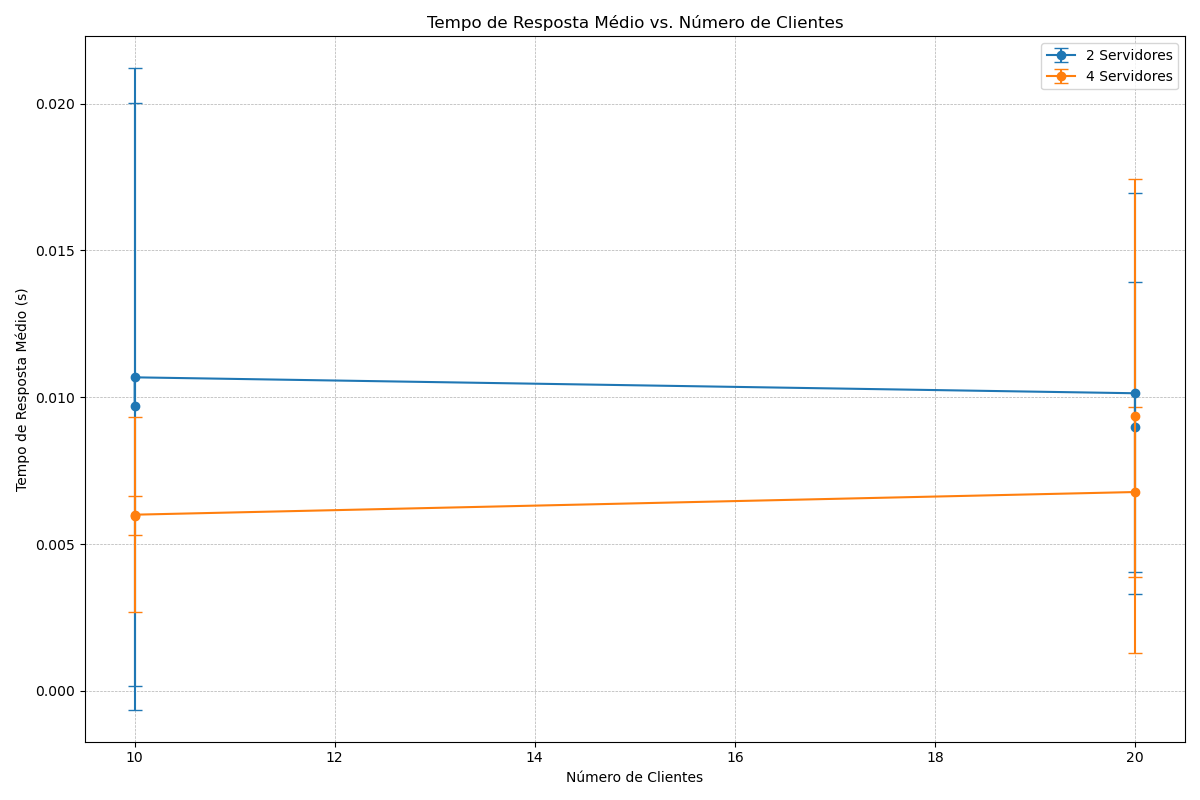 Tempo de Resposta Médio vs. Número de Clientes
2 Servidores
4 Servidores
Tempo de Resposta Médio (s)
0.020
0.015
0.010
0.005
0.000
10
12
14
16
18
20
Número de Clientes